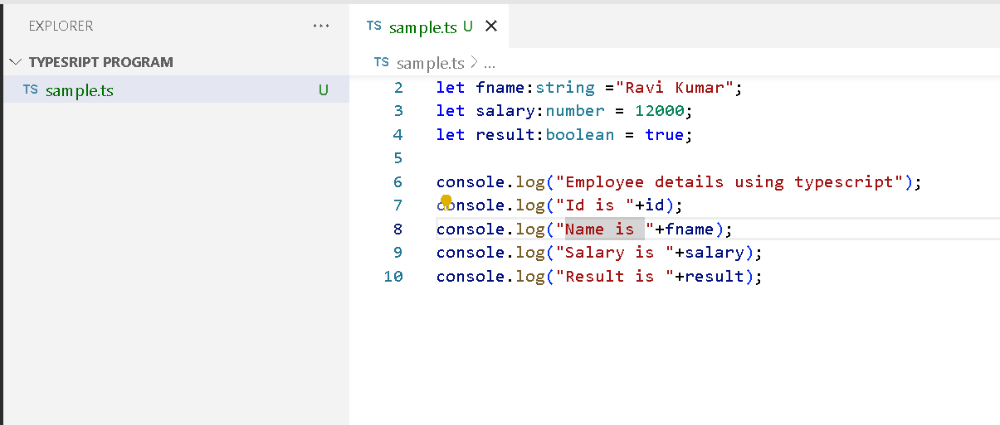 EXPLORER ...
TYPESRIPT PROGRAM
TS sample.ts U
TS sample.ts U ×
TS sample.ts > ...
2 let fname:string ="Ravi Kumar";
3 let salary:number = 12000;
4 let result:boolean = true;
5
6 console.log("Employee details using typescript");
7 console.log("Id is "+id);
8 console.log("Name is "+fname);
9 console.log("Salary is "+salary);
10 console.log("Result is "+result);